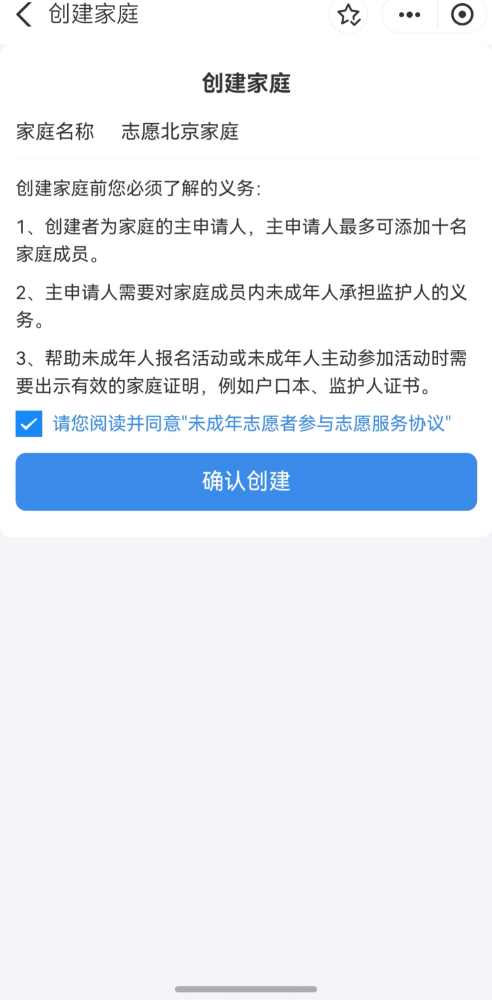 创建家庭
创建家庭
家庭名称 志愿北京家庭
创建家庭前您必须了解的义务：
1、创建者为家庭的主申请人，主申请人最多可添加十名
家庭成员。
2、主申请人需要对家庭成员内未成年人承担监护人的义
务。
3、帮助未成年人报名活动或未成年人主动参加活动时需
要出示有效的家庭证明，例如户口本、监护人证书。
请您阅读并同意"未成年志愿者参与志愿服务协议"
确认创建